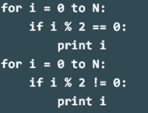 for i = 0 to N:
    if i % 2 == 0:
        print i
for i = 0 to N:
    if i % 2 != 0:
        print i